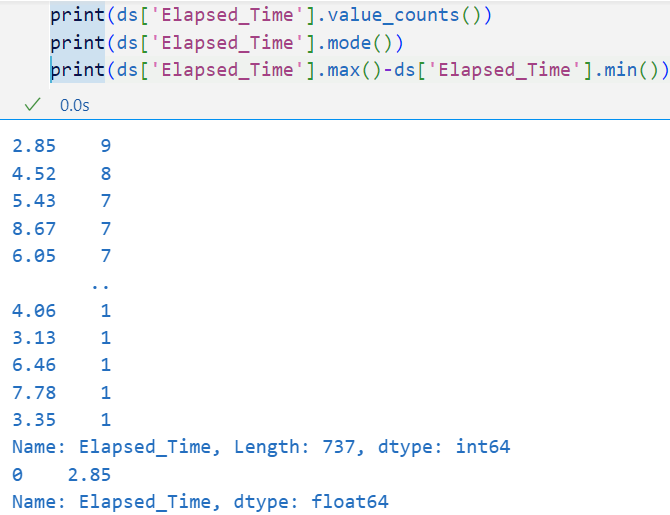 print(ds['Elapsed_Time'].value_counts())
print(ds['Elapsed_Time'].mode())
print(ds['Elapsed_Time'].max()-ds['Elapsed_Time'].min())
✓ 0.0s
2.85    9
4.52    8
5.43    7
8.67    7
6.05    7
       ..
4.06    1
3.13    1
6.46    1
7.78    1
3.35    1
Name: Elapsed_Time, Length: 737, dtype: int64
0    2.85
Name: Elapsed_Time, dtype: float64